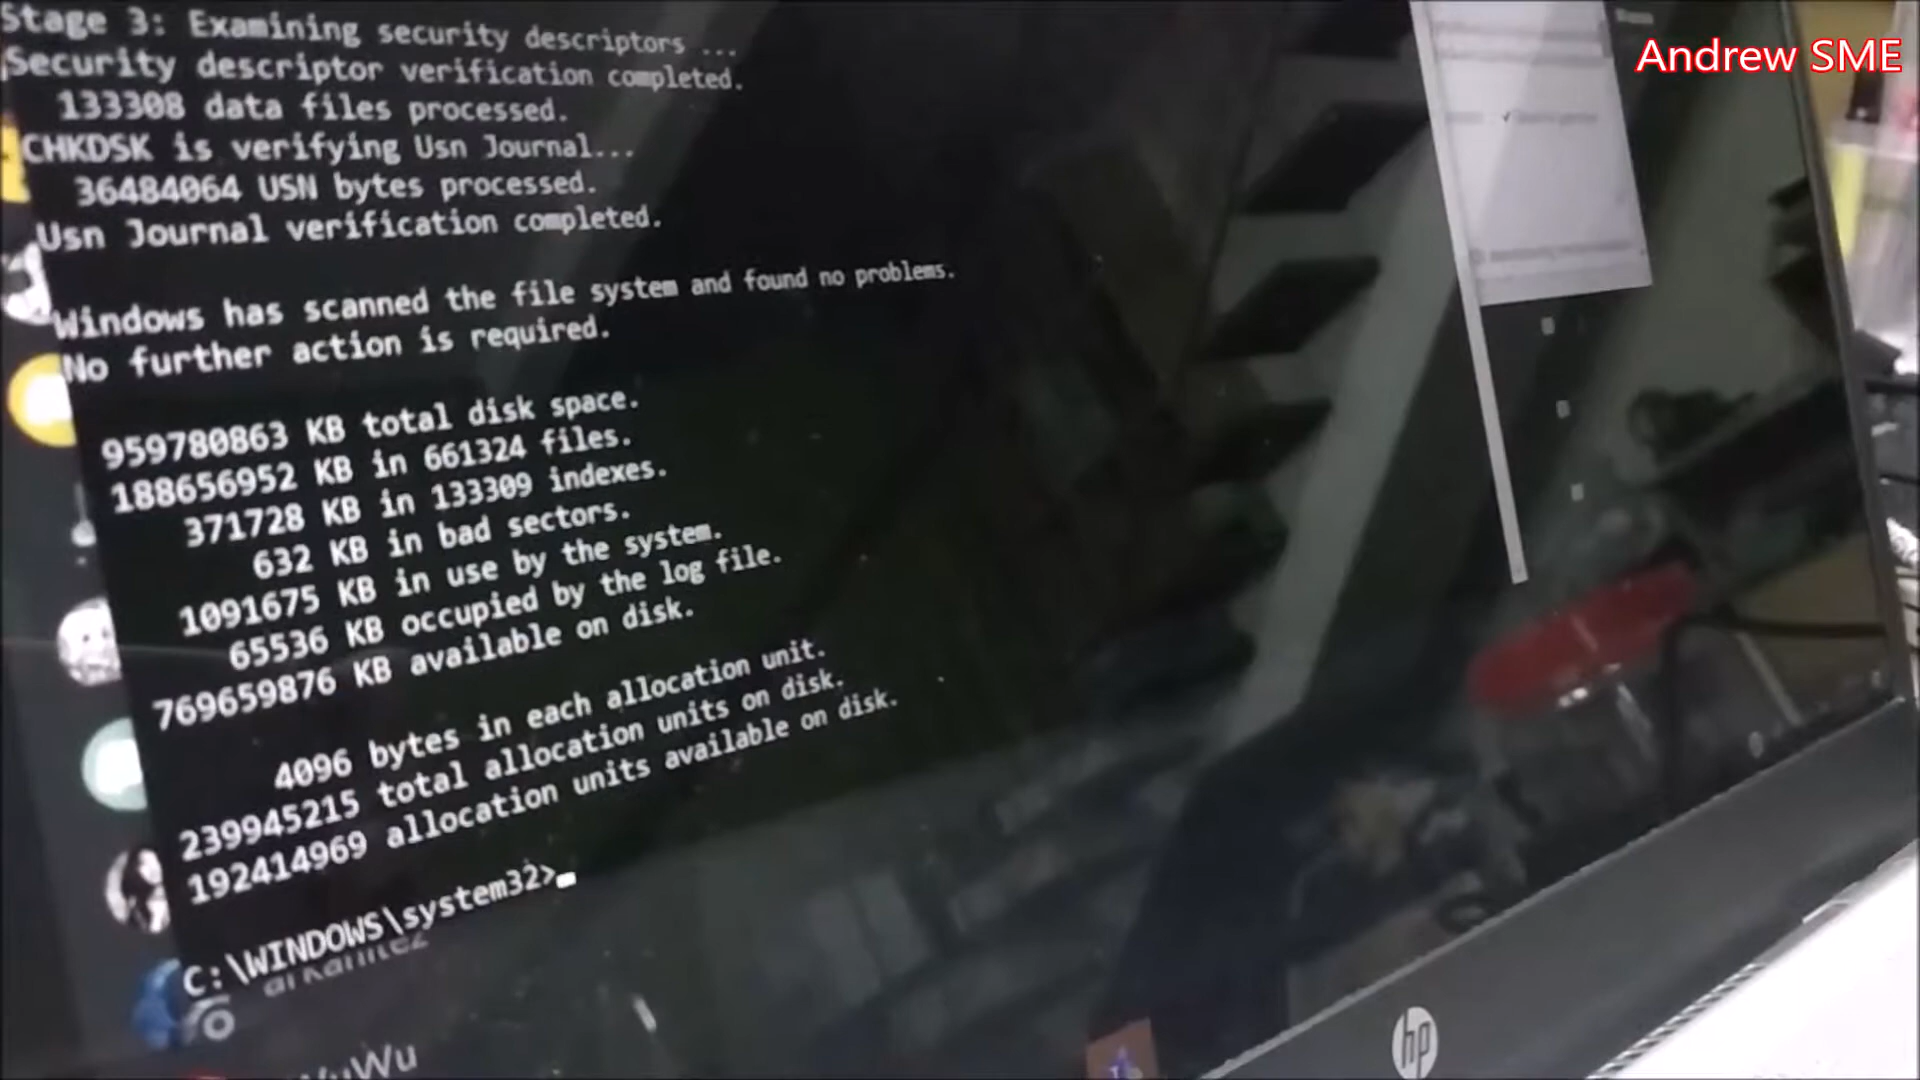 Stage 3: Examining security descriptors ...
Security descriptor verification completed.
133308 data files processed.
CHKDSK is verifying Usn Journal...
36484064 USN bytes processed.
Usn Journal verification completed.
Windows has scanned the file system and found no problems.
No further action is required.
959780863 KB total disk space.
188656952 KB in 661324 files.
371728 KB in 133309 indexes.
632 KB in bad sectors.
1091675 KB in use by the system.
65536 KB occupied by the log file.
769659876 KB available on disk.
4096 bytes in each allocation unit.
239945215 total allocation units on disk.
192414969 allocation units available on disk.
C:\WINDOWS\system32>
Andrew SME
hp